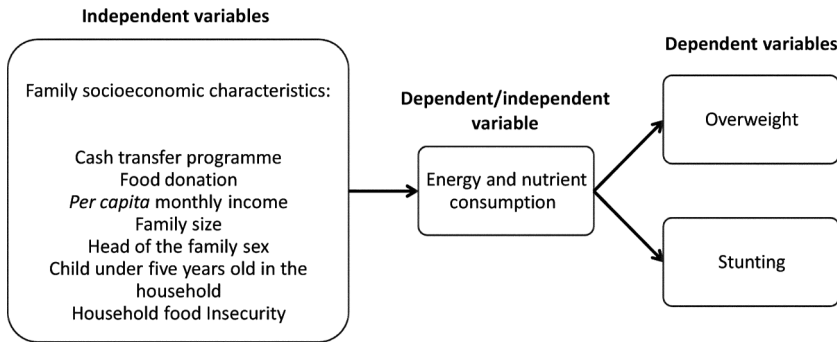 Independent variables
Family socioeconomic characteristics:
Cash transfer programme
Food donation
Per capita monthly income
Family size
Head of the family sex
Child under five years old in the
household
Household food Insecurity
Dependent/independent
variable
Energy and nutrient
consumption
Dependent variables
Overweight
Stunting